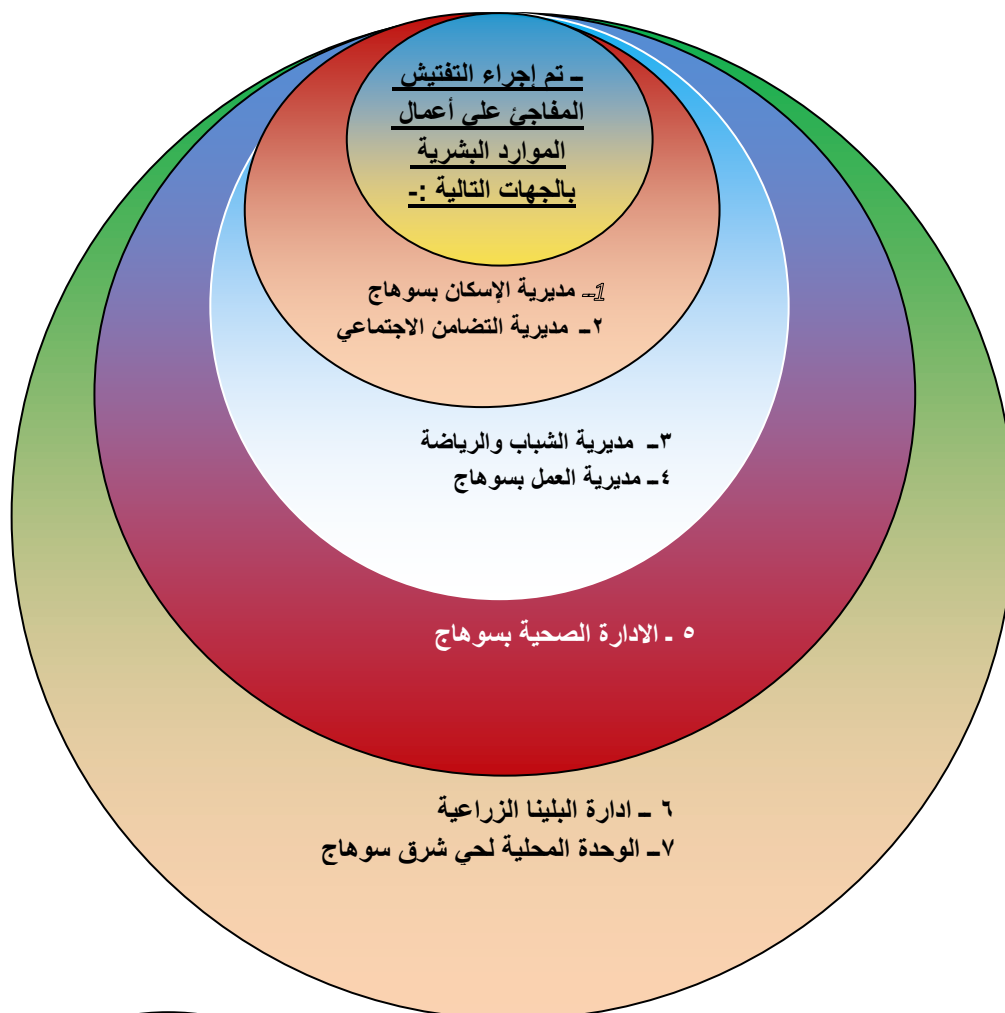 ـ تم إجراء التفتيش
المفاجئ على أعمال
الموارد البشرية
بالجهات التالية :-
1ـ مديرية الإسكان بسوهاج
٢ـ مديرية التضامن الاجتماعي
٣ـ مديرية الشباب والرياضة
٤ـ مديرية العمل بسوهاج
٥ ـ الادارة الصحية بسوهاج
٦ ـ ادارة البلينا الزراعية
٧ـ الوحدة المحلية لحي شرق سوهاج